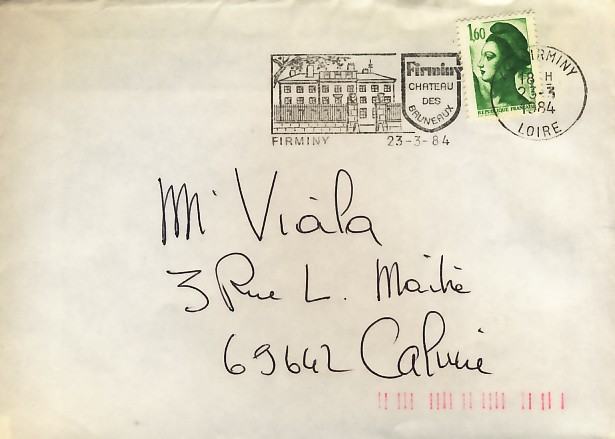 1,60
REPUBLIQUE FRANÇAISE
Firminy
CHATEAU
DES
BRUNEAUX
FIRMINY 23-3-84
FIRMINY
18 H
23-3
1984
LOIRE
Mr Viala
3 Rue L. Maitre
69642 Caluire